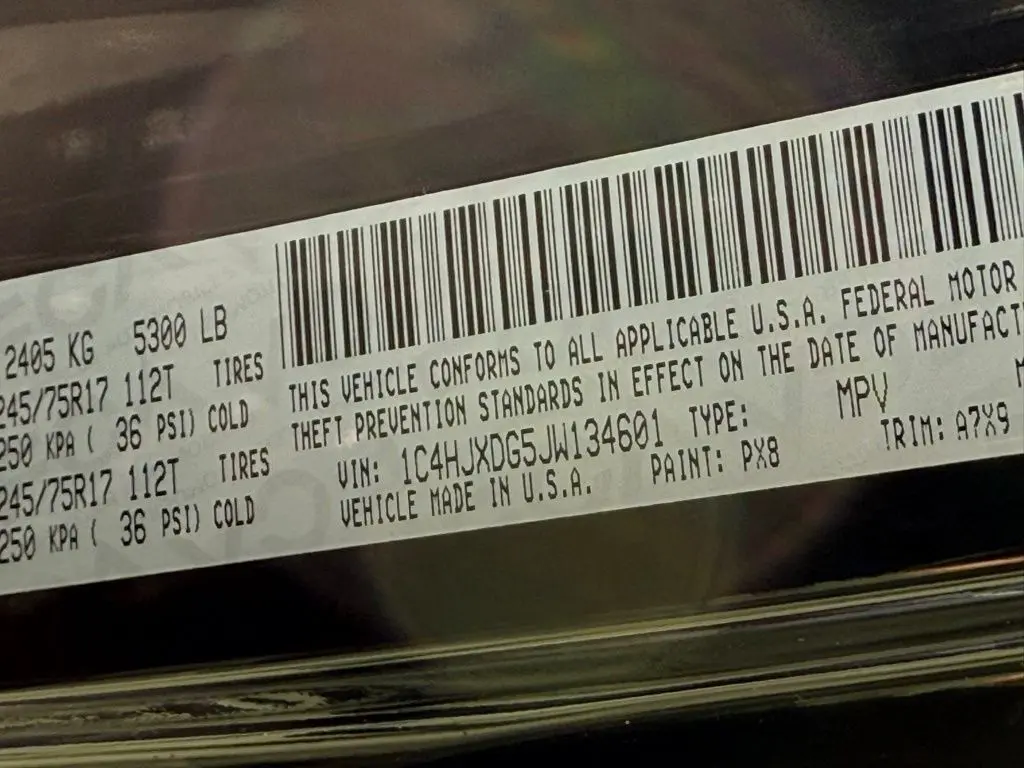 2405 KG 5300 LB
245/75R17 112T TIRES
250 KPA ( 36 PSI) COLD
245/75R17 112T TIRES
250 KPA ( 36 PSI) COLD
THIS VEHICLE CONFORMS TO ALL APPLICABLE U.S.A. FEDERAL MOTOR
THEFT PREVENTION STANDARDS IN EFFECT ON THE DATE OF MANUFACT
VIN: 1C4HJXDG5JW134601 TYPE: MPV M
VEHICLE MADE IN U.S.A. PAINT: PX8 TRIM: A7X9